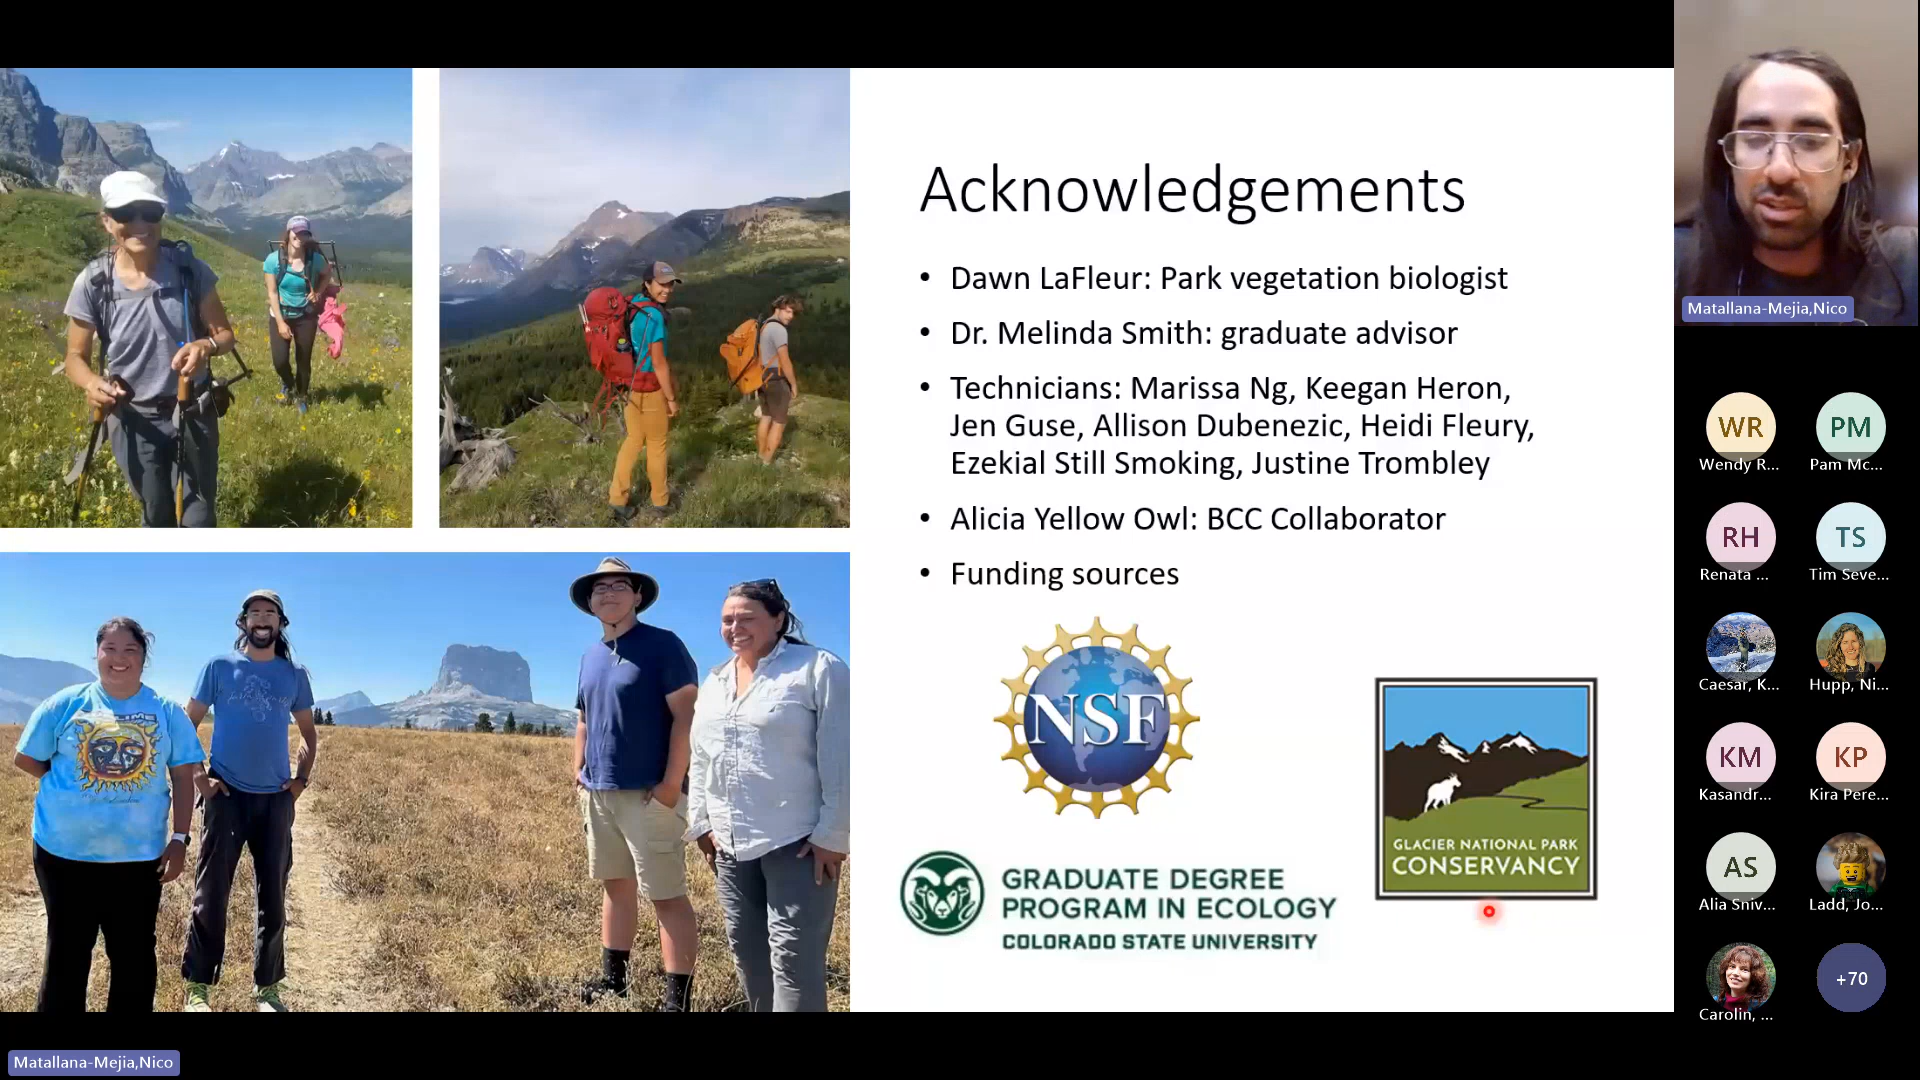 Acknowledgements
• Dawn LaFleur: Park vegetation biologist
• Dr. Melinda Smith: graduate advisor
• Technicians: Marissa Ng, Keegan Heron,
Jen Guse, Allison Dubenezic, Heidi Fleury,
Ezekial Still Smoking, Justine Trombley
• Alicia Yellow Owl: BCC Collaborator
• Funding sources
NSF
GLACIER NATIONAL PARK
CONSERVANCY
GRADUATE DEGREE
PROGRAM IN ECOLOGY
COLORADO STATE UNIVERSITY
SUBLIME
Matallana-Mejia,Nico
WR
Wendy R...
PM
Pam Mc...
RH
Renata ...
TS
Tim Seve...
Caesar, K...
Hupp, Ni...
KM
Kasandr...
KP
Kira Pere...
AS
Alia Sniv...
Ladd, Jo...
Carolin, ...
+70
Matallana-Mejia,Nico